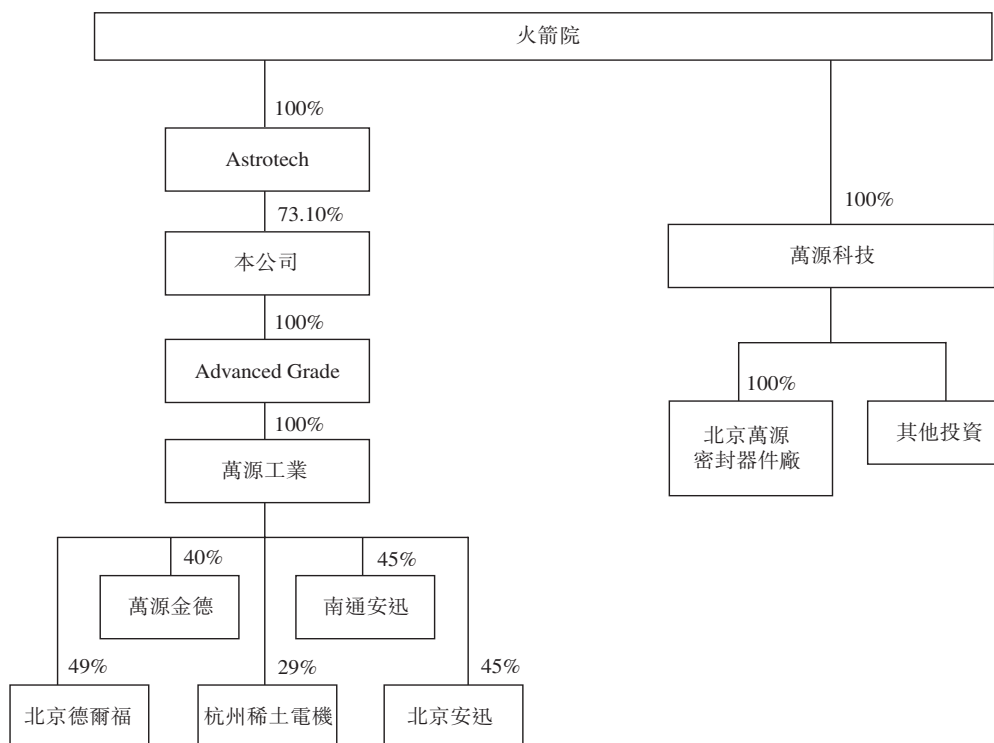 火箭院
100%
Astrotech
73.10%
100%
本公司
萬源科技
100%
Advanced Grade
100%
100%
北京萬源
密封器件廠
其他投資
萬源工業
40%
45%
萬源金德
南通安迅
49%
29%
45%
北京德爾福
杭州稀土電機
北京安迅